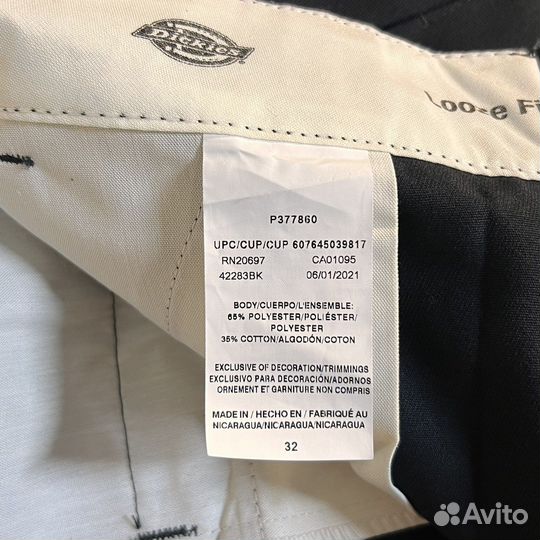 DICKIES
Loose Fi
P377860
UPC/CUP/CUP 607645039817
RN20697 CA01095
42283BK 06/01/2021
BODY/CUERPO/L'ENSEMBLE:
65% POLYESTER/POLIÉSTER/
POLYESTER
35% COTTON/ALGODÓN/COTON
EXCLUSIVE OF DECORATION/TRIMMINGS
EXCLUSIVO PARA DECORACIÓN/ADORNOS
ORNEMENT ET GARNITURE NON COMPRIS
MADE IN / HECHO EN / FABRIQUÉ AU
NICARAGUA/NICARAGUA/NICARAGUA
32
Avito